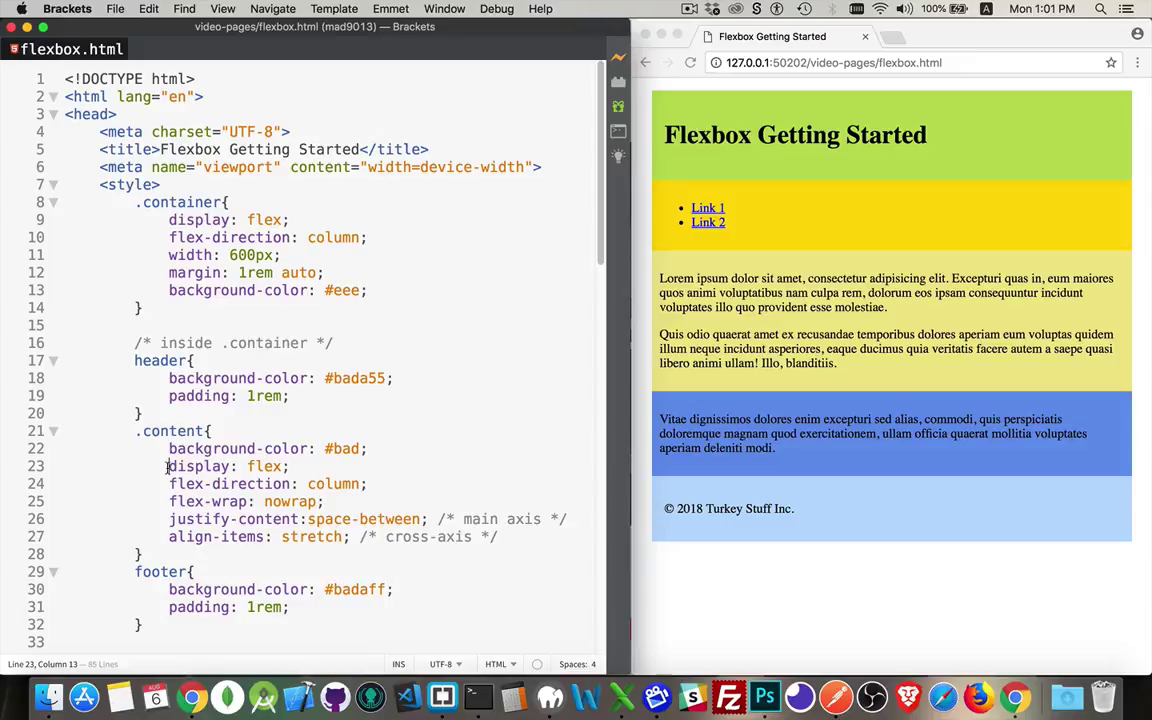 Brackets File Edit Find View Navigate Template Emmet Window Debug Help 100% Mon 1:01 PM
video-pages/flexbox.html (mad9013) — Brackets
flexbox.html
1 <!DOCTYPE html>
2 <html lang="en">
3 <head>
4 <meta charset="UTF-8">
5 <title>Flexbox Getting Started</title>
6 <meta name="viewport" content="width=device-width">
7 <style>
8 .container{
9 display: flex;
10 flex-direction: column;
11 width: 600px;
12 margin: 1rem auto;
13 background-color: #eee;
14 }
15
16 /* inside .container */
17 header{
18 background-color: #bada55;
19 padding: 1rem;
20 }
21 .content{
22 background-color: #bad;
23 display: flex;
24 flex-direction: column;
25 flex-wrap: nowrap;
26 justify-content:space-between; /* main axis */
27 align-items: stretch; /* cross-axis */
28 }
29 footer{
30 background-color: #badaff;
31 padding: 1rem;
32 }
33
Line 23, Column 13 — 85 Lines INS UTF-8 HTML Spaces: 4
Flexbox Getting Started
127.0.0.1:50202/video-pages/flexbox.html
Flexbox Getting Started
Link 1
Link 2
Lorem ipsum dolor sit amet, consectetur adipisicing elit. Excepturi quas in, eum maiores
quos animi voluptatibus nam culpa rem, dolorum eos ipsam consequuntur incidunt
voluptates illo quo provident esse molestiae.
Quis odio quaerat amet ex recusandae temporibus dolores aperiam eum voluptas quidem
illum neque incidunt asperiores, eaque ducimus quia veritatis facere autem a saepe quasi
libero animi ullam! Illo, blanditiis.
Vitae dignissimos dolores enim excepturi sed alias, commodi, quis perspiciatis
doloremque magnam quod exercitationem, ullam officia quaerat mollitia voluptates
aperiam deleniti modi.
© 2018 Turkey Stuff Inc.
AUG
6